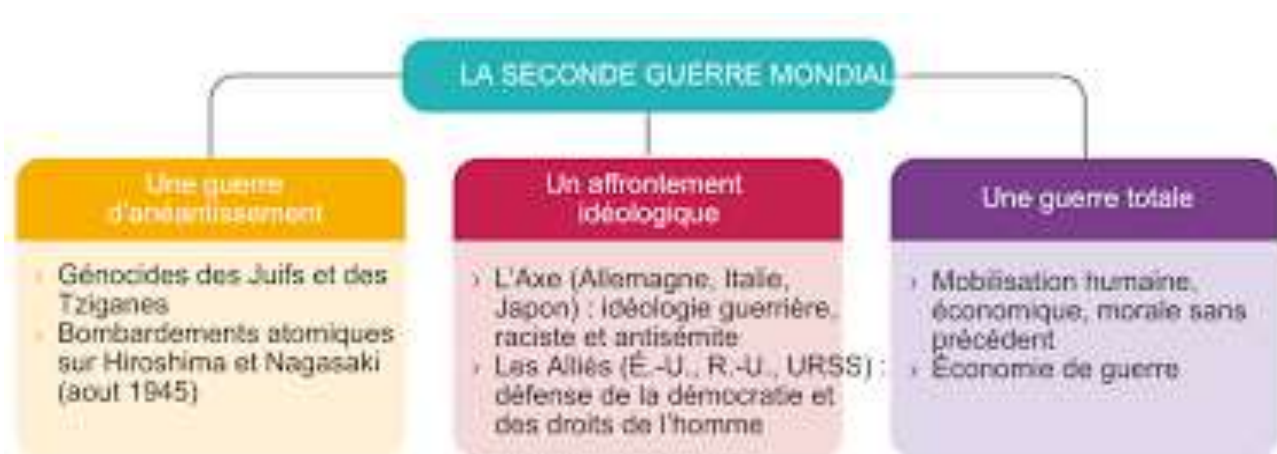 LA SECONDE GUERRE MONDIAL
Une guerre
d'anéantissement
› Génocides des Juifs et des
Tziganes
› Bombardements atomiques
sur Hiroshima et Nagasaki
(aout 1945)
Un affrontement
idéologique
› L'Axe (Allemagne, Italie,
Japon) : idéologie guerrière,
raciste et antisémite
› Les Alliés (É.-U., R.-U., URSS) :
défense de la démocratie et
des droits de l'homme
Une guerre totale
› Mobilisation humaine,
économique, morale sans
précédent
› Économie de guerre